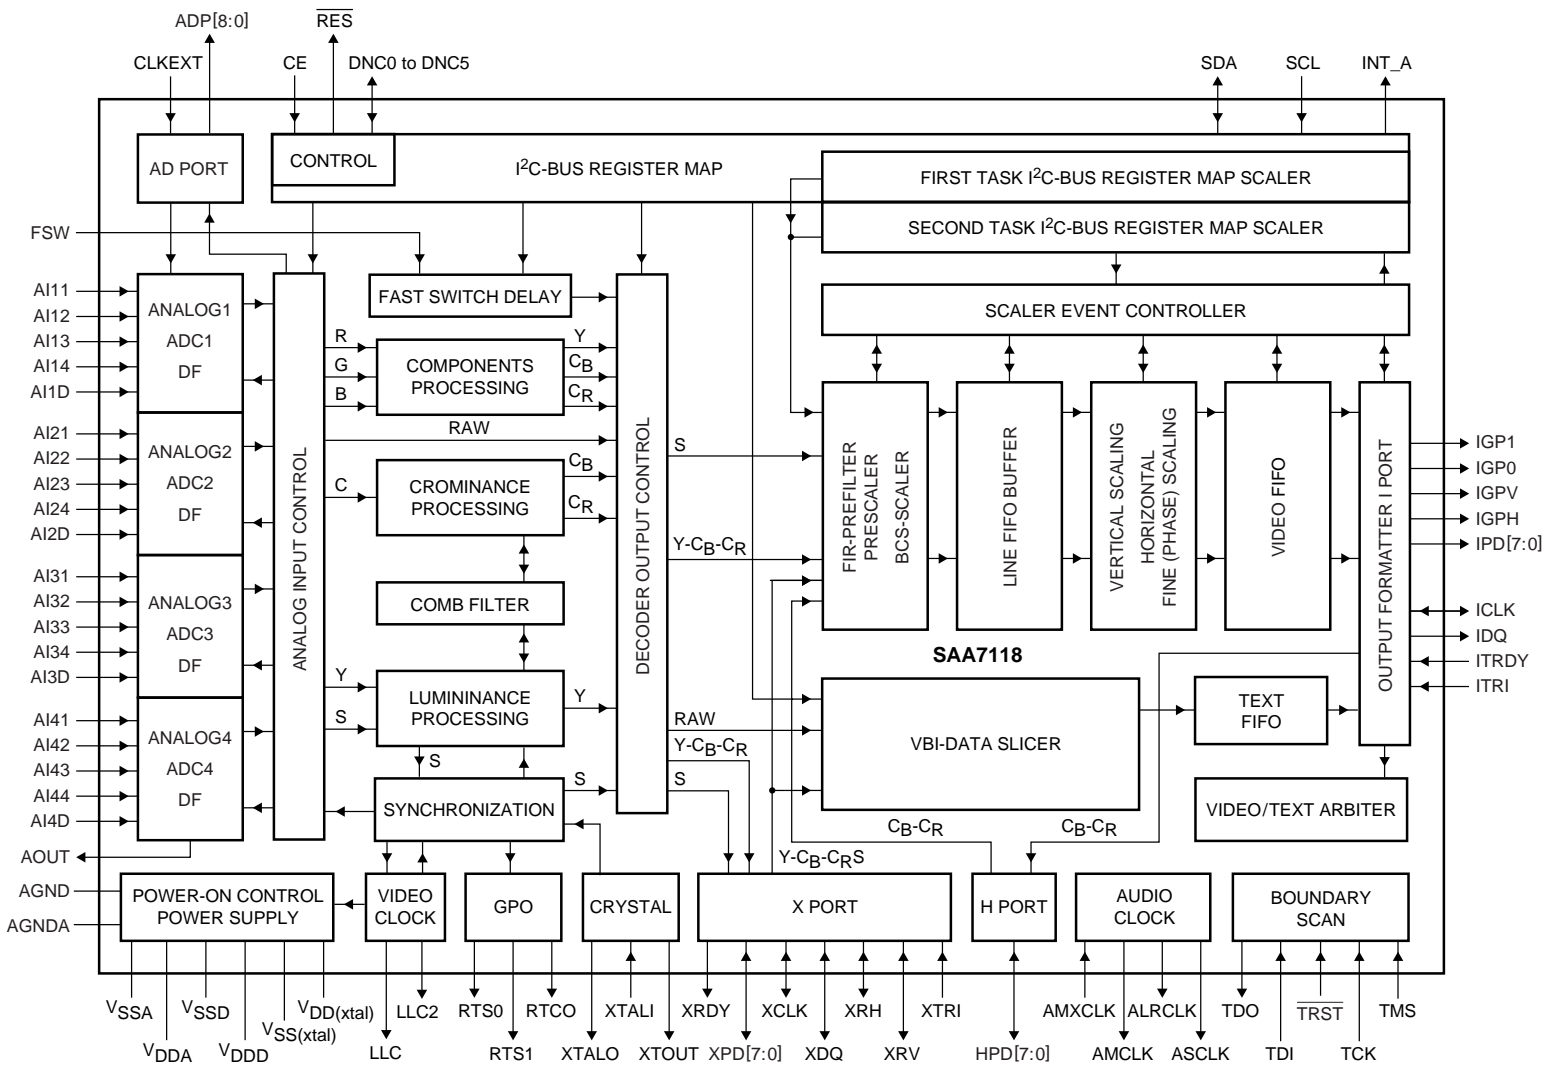 ADP[8:0]
RES
CLKEXT
CE
DNC0 to DNC5
SDA
SCL
INT_A
AD PORT
CONTROL
I2C-BUS REGISTER MAP
FIRST TASK I2C-BUS REGISTER MAP SCALER
SECOND TASK I2C-BUS REGISTER MAP SCALER
FSW
FAST SWITCH DELAY
SCALER EVENT CONTROLLER
AI11
AI12
AI13
AI14
AI1D
ANALOG1
ADC1
DF
AI21
AI22
AI23
AI24
AI2D
ANALOG2
ADC2
DF
AI31
AI32
AI33
AI34
AI3D
ANALOG3
ADC3
DF
AI41
AI42
AI43
AI44
AI4D
ANALOG4
ADC4
DF
AOUT
AGND
AGNDA
ANALOG INPUT CONTROL
R
G
B
COMPONENTS
PROCESSING
Y
CB
CR
RAW
C
CROMINANCE
PROCESSING
CB
CR
COMB FILTER
Y
S
LUMININANCE
PROCESSING
Y
S
SYNCHRONIZATION
S
DECODER OUTPUT CONTROL
S
Y-CB-CR
RAW
Y-CB-CR
S
FIR-PREFILTER
PRESCALER
BCS-SCALER
LINE FIFO BUFFER
VERTICAL SCALING
HORIZONTAL
FINE (PHASE) SCALING
VIDEO FIFO
OUTPUT FORMATTER I PORT
IGP1
IGP0
IGPV
IGPH
IPD[7:0]
ICLK
IDQ
ITRDY
ITRI
SAA7118
VBI-DATA SLICER
TEXT
FIFO
VIDEO/TEXT ARBITER
CB-CR
CB-CR
Y-CB-CRS
POWER-ON CONTROL
POWER SUPPLY
VIDEO
CLOCK
GPO
CRYSTAL
X PORT
H PORT
AUDIO
CLOCK
BOUNDARY
SCAN
VSSA
VDDA
VSSD
VDDD
VSS(xtal)
VDD(xtal)
LLC
LLC2
RTS0
RTS1
RTCO
XTALO
XTALI
XTOUT
XRDY
XPD[7:0]
XCLK
XDQ
XRH
XRV
XTRI
HPD[7:0]
AMXCLK
AMCLK
ALRCLK
ASCLK
TDO
TDI
TRST
TCK
TMS